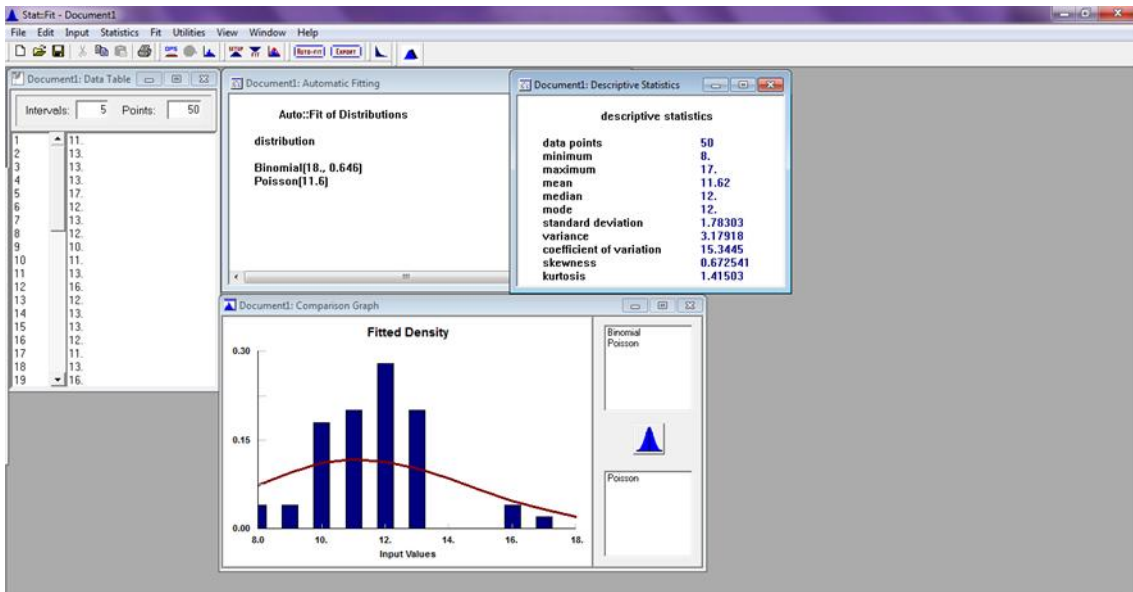 Stat::Fit - Document1
File Edit Input Statistics Fit Utilities View Window Help
OPS SETUP FIT AUTO-FIT EXPORT
Document1: Data Table
Intervals: 5 Points: 50
1 11.
2 13.
3 13.
4 13.
5 17.
6 12.
7 13.
8 12.
9 10.
10 11.
11 13.
12 16.
13 12.
14 13.
15 13.
16 12.
17 11.
18 13.
19 16.
Document1: Automatic Fitting
Auto::Fit of Distributions
distribution
Binomial(18., 0.646)
Poisson(11.6)
Document1: Descriptive Statistics
descriptive statistics
data points 50
minimum 8.
maximum 17.
mean 11.62
median 12.
mode 12.
standard deviation 1.78303
variance 3.17918
coefficient of variation 15.3445
skewness 0.672541
kurtosis 1.41503
Document1: Comparison Graph
Fitted Density
0.30
0.15
0.00
8.0 10. 12. 14. 16. 18.
Input Values
Binomial
Poisson
Poisson